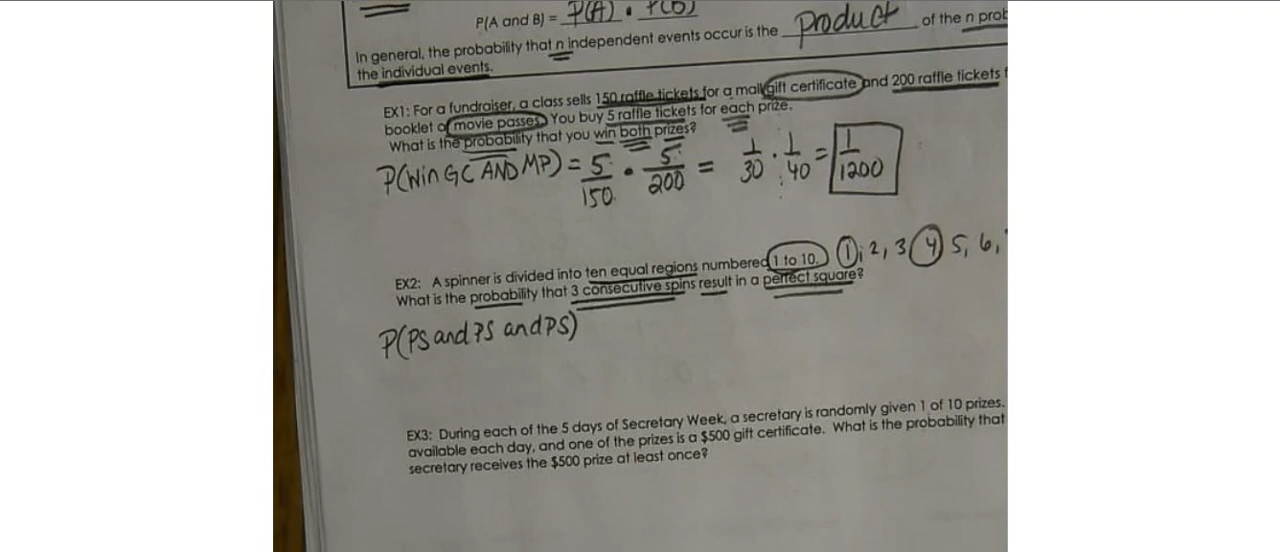 P(A and B) = P(A) · P(B)
In general, the probability that n independent events occur is the product of the n prob
the individual events.
EX1: For a fundraiser, a class sells 150 raffle tickets for a mall gift certificate and 200 raffle tickets f
booklet of movie passes. You buy 5 raffle tickets for each prize.
What is the probability that you win both prizes?
P(Win GC AND MP) = 5/150 · 5/200 = 1/30 · 1/40 = 1/1200
EX2: A spinner is divided into ten equal regions numbered 1 to 10. 1, 2, 3 4 5, 6,
What is the probability that 3 consecutive spins result in a perfect square?
P(PS and PS and PS)
EX3: During each of the 5 days of Secretary Week, a secretary is randomly given 1 of 10 prizes.
available each day, and one of the prizes is a $500 gift certificate. What is the probability that
secretary receives the $500 prize at least once?